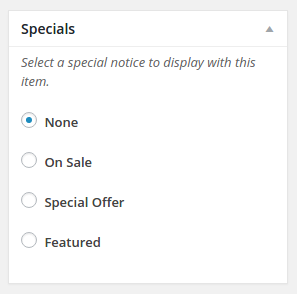 Specials
Select a special notice to display with this
item.
None
On Sale
Special Offer
Featured